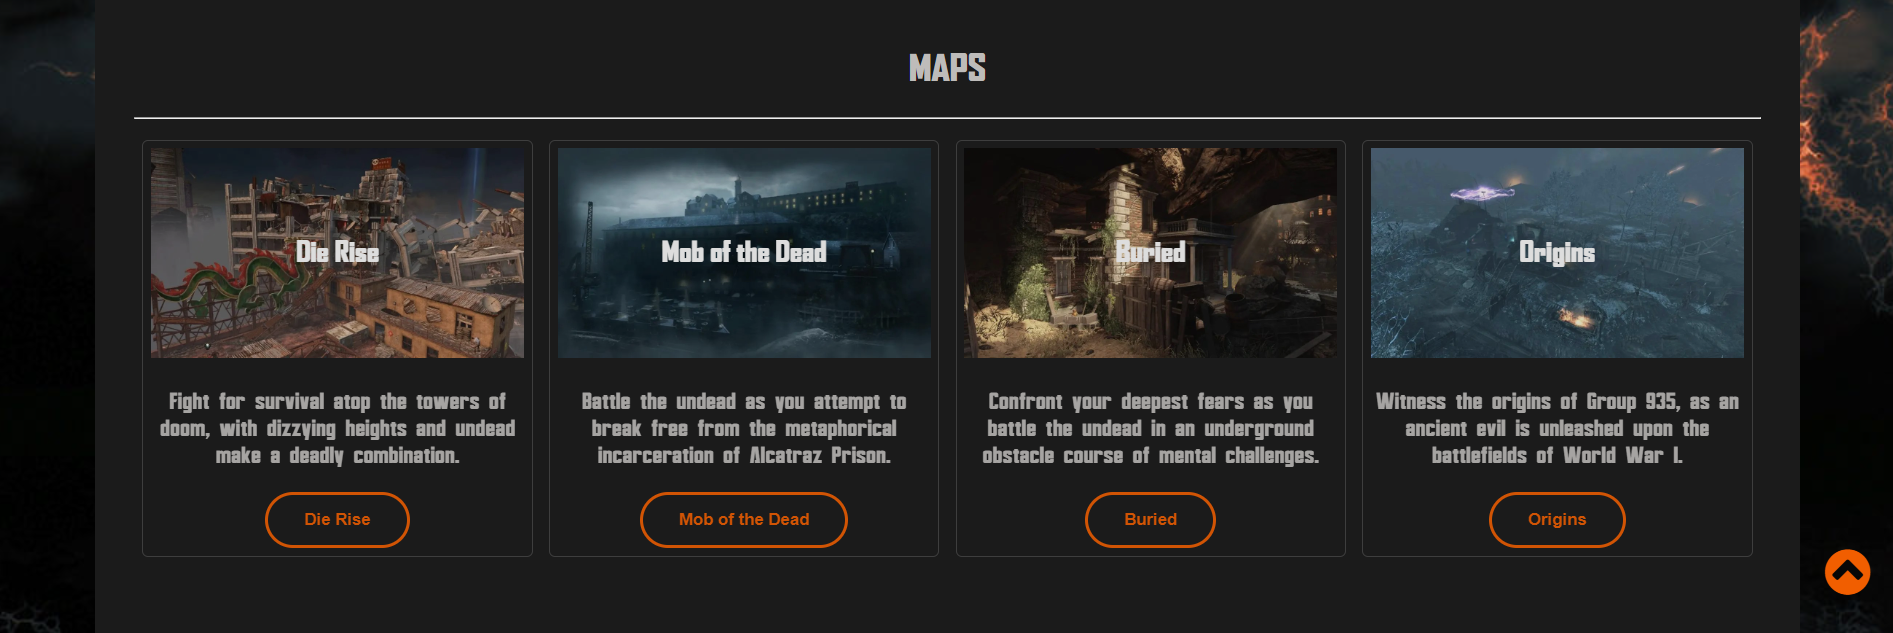 MAPS
Die Rise
Mob of the Dead
Buried
Origins
Fight for survival atop the towers of
doom, with dizzying heights and undead
make a deadly combination.
Battle the undead as you attempt to
break free from the metaphorical
incarceration of Alcatraz Prison.
Confront your deepest fears as you
battle the undead in an underground
obstacle course of mental challenges.
Witness the origins of Group 935, as an
ancient evil is unleashed upon the
battlefields of World War I.
Die Rise
Mob of the Dead
Buried
Origins